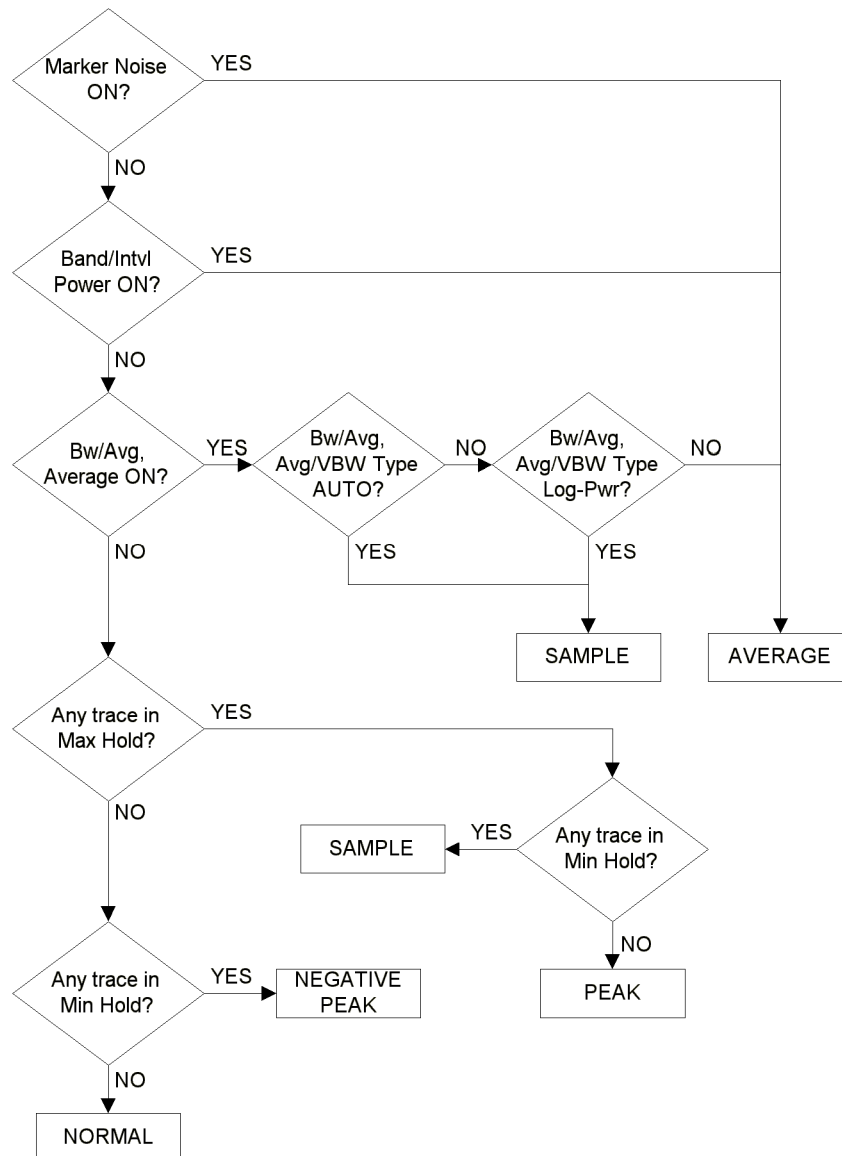 Marker Noise
ON?
YES
NO
Band/Intvl
Power ON?
YES
NO
Bw/Avg,
Average ON?
YES
Bw/Avg,
Avg/VBW Type
AUTO?
NO
Bw/Avg,
Avg/VBW Type
Log-Pwr?
NO
NO
YES
YES
SAMPLE
AVERAGE
Any trace in
Max Hold?
YES
NO
SAMPLE
YES
Any trace in
Min Hold?
NO
Any trace in
Min Hold?
YES
NEGATIVE
PEAK
PEAK
NO
NORMAL